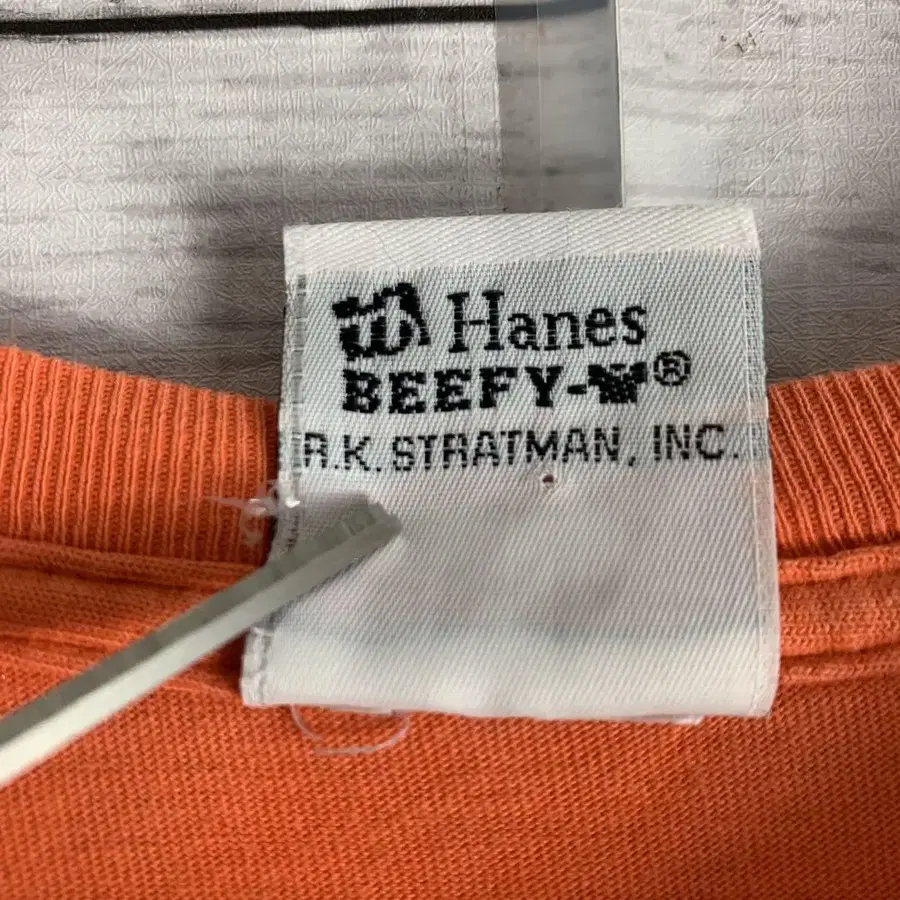 Hanes
BEEFY-T®
R.K. STRATMAN, INC.